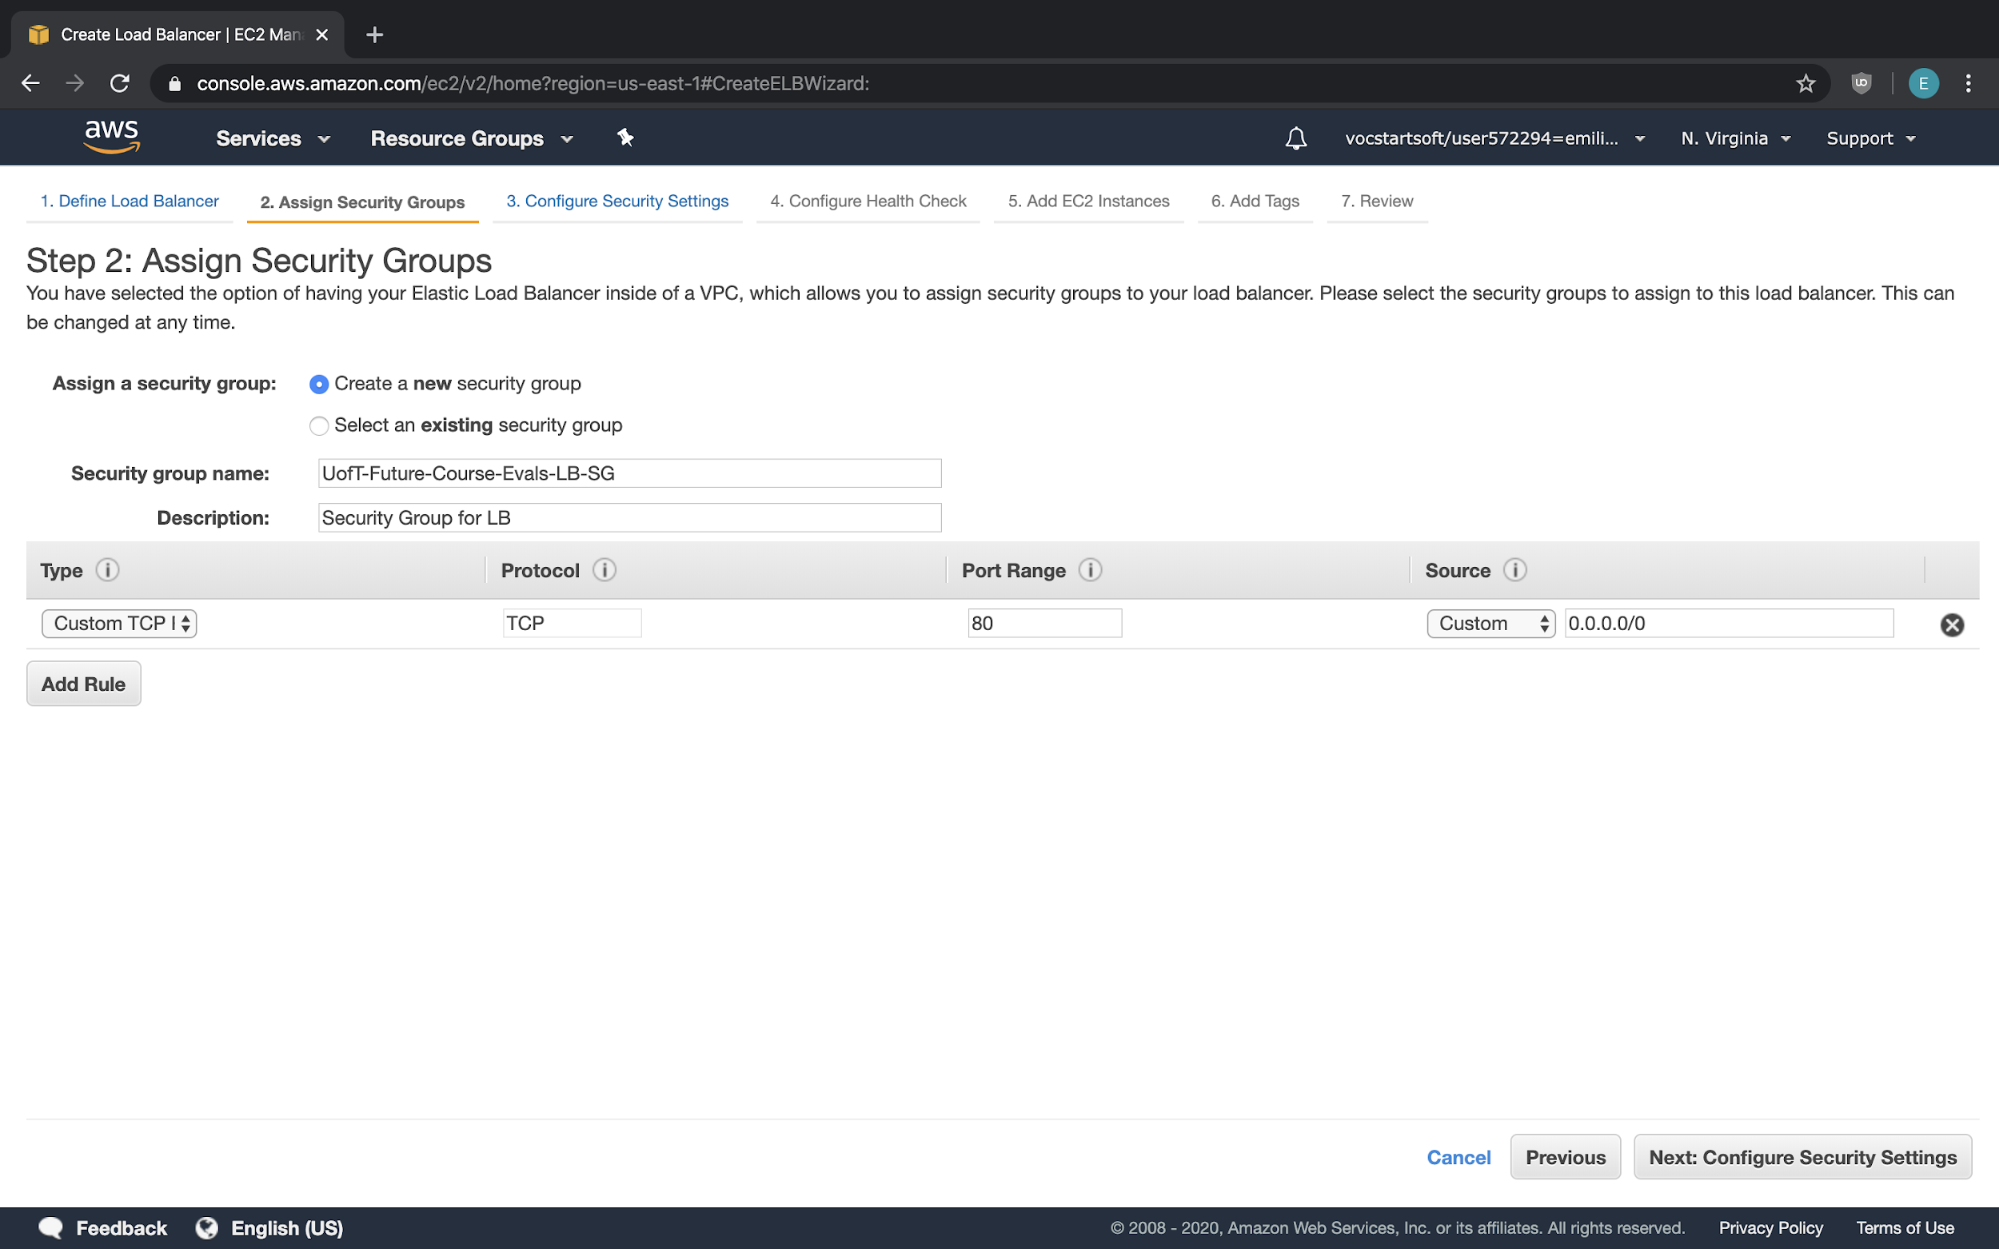 Create Load Balancer | EC2 Man
console.aws.amazon.com/ec2/v2/home?region=us-east-1#CreateELBWizard:
E
aws Services Resource Groups vocstartsoft/user572294=emili... N. Virginia Support
1. Define Load Balancer 2. Assign Security Groups 3. Configure Security Settings 4. Configure Health Check 5. Add EC2 Instances 6. Add Tags 7. Review
Step 2: Assign Security Groups
You have selected the option of having your Elastic Load Balancer inside of a VPC, which allows you to assign security groups to your load balancer. Please select the security groups to assign to this load balancer. This can
be changed at any time.
Assign a security group: Create a new security group
Select an existing security group
Security group name: UofT-Future-Course-Evals-LB-SG
Description: Security Group for LB
Type Protocol Port Range Source
Custom TCP TCP 80 Custom 0.0.0.0/0
Add Rule
Cancel Previous Next: Configure Security Settings
Feedback English (US) © 2008 - 2020, Amazon Web Services, Inc. or its affiliates. All rights reserved. Privacy Policy Terms of Use